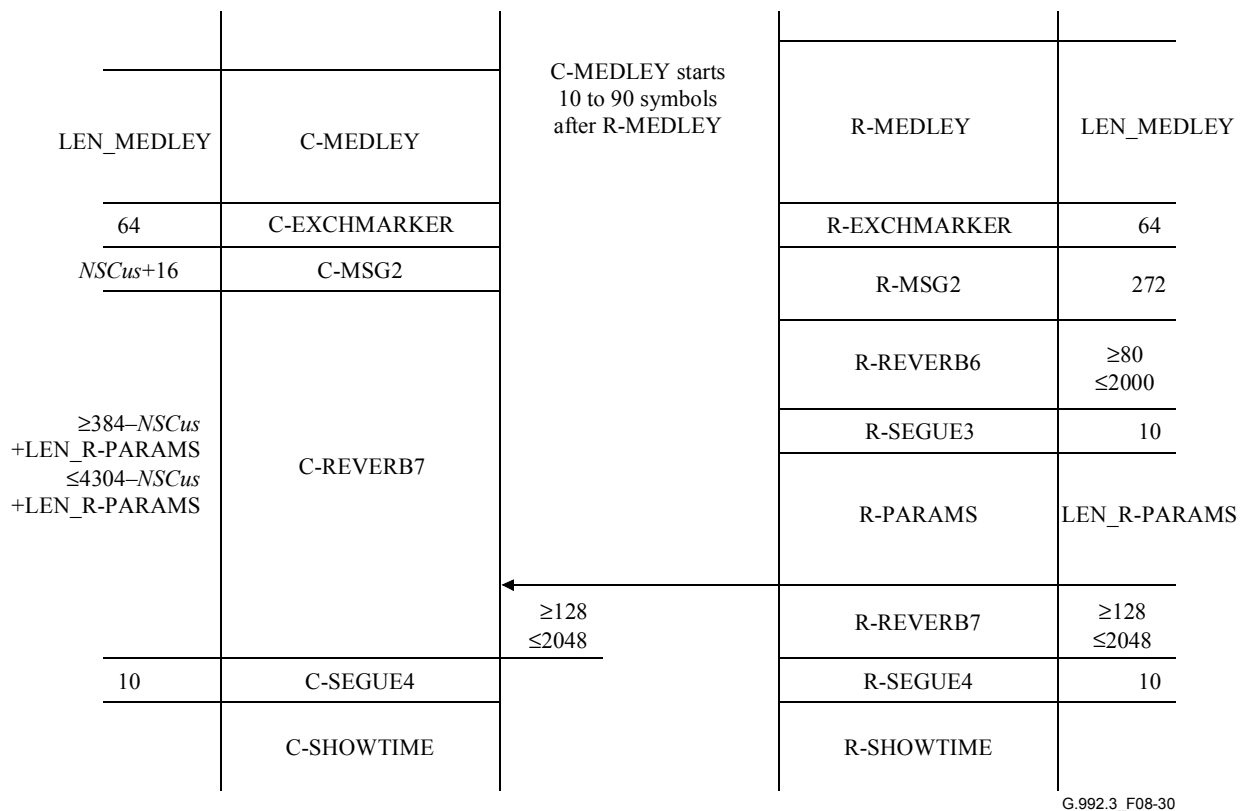 C-MEDLEY starts
10 to 90 symbols
after R-MEDLEY
LEN_MEDLEY C-MEDLEY R-MEDLEY LEN_MEDLEY
64 C-EXCHMARKER R-EXCHMARKER 64
NSCus+16 C-MSG2 R-MSG2 272
R-REVERB6 ≥80
≤2000
≥384–NSCus
+LEN_R-PARAMS
≤4304–NSCus
+LEN_R-PARAMS
C-REVERB7
R-SEGUE3 10
R-PARAMS LEN_R-PARAMS
≥128
≤2048
R-REVERB7 ≥128
≤2048
10 C-SEGUE4 R-SEGUE4 10
C-SHOWTIME R-SHOWTIME
G.992.3_F08-30